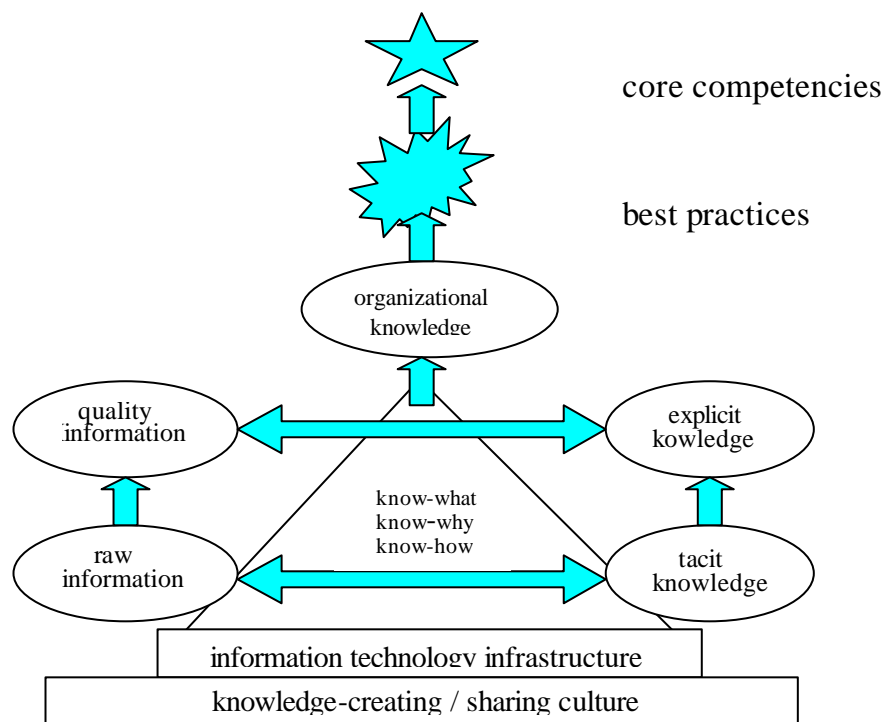 core competencies
best practices
organizational
knowledge
quality
information
explicit
kowledge
know-what
know-why
know-how
raw
information
tacit
knowledge
information technology infrastructure
knowledge-creating / sharing culture